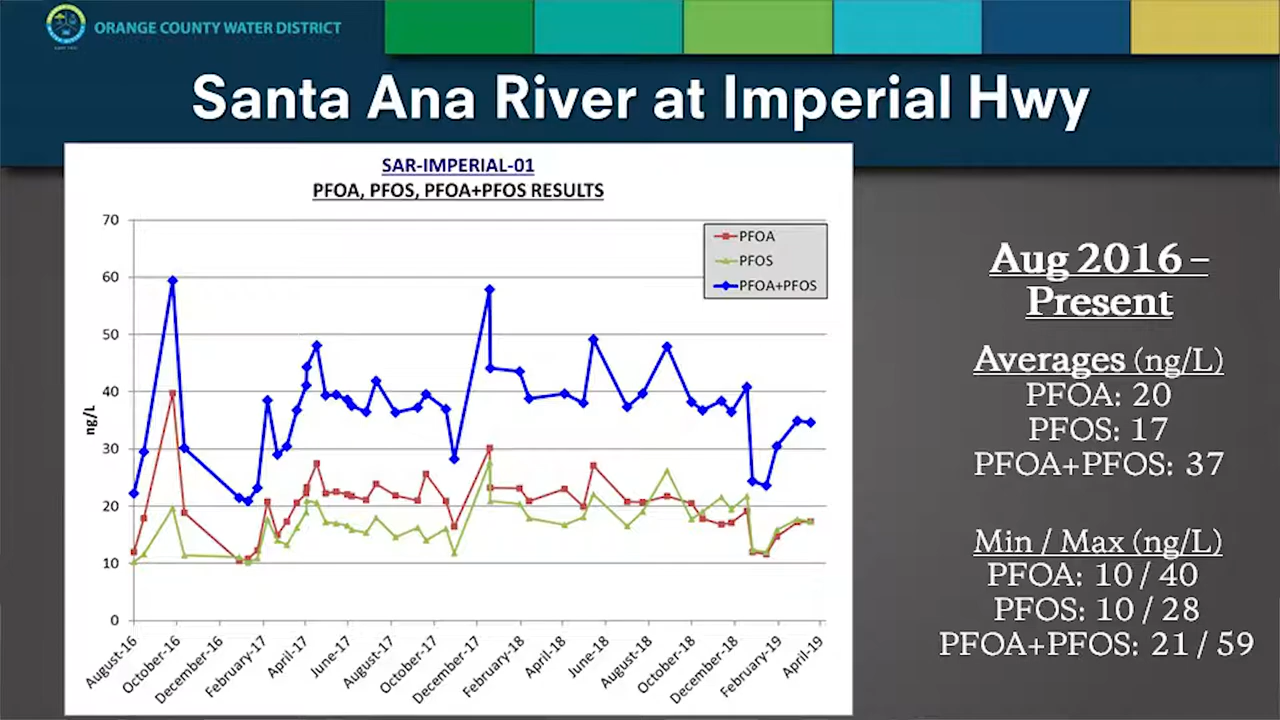 ORANGE COUNTY WATER DISTRICT
Santa Ana River at Imperial Hwy
SAR-IMPERIAL-01
PFOA, PFOS, PFOA+PFOS RESULTS
70
60
50
40
30
20
10
0
ng/L
PFOA
PFOS
PFOA+PFOS
August-16
October-16
December-16
February-17
April-17
June-17
August-17
October-17
December-17
February-18
April-18
June-18
August-18
October-18
December-18
February-19
April-19
Aug 2016 –
Present
Averages (ng/L)
PFOA: 20
PFOS: 17
PFOA+PFOS: 37
Min / Max (ng/L)
PFOA: 10 / 40
PFOS: 10 / 28
PFOA+PFOS: 21 / 59